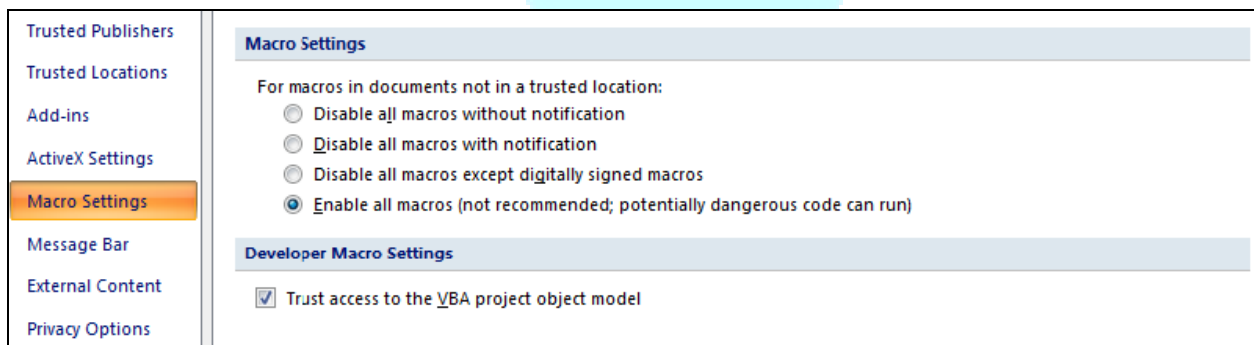 Trusted Publishers
Trusted Locations
Add-ins
ActiveX Settings
Macro Settings
Message Bar
External Content
Privacy Options
Macro Settings
For macros in documents not in a trusted location:
Disable all macros without notification
Disable all macros with notification
Disable all macros except digitally signed macros
Enable all macros (not recommended; potentially dangerous code can run)
Developer Macro Settings
Trust access to the VBA project object model